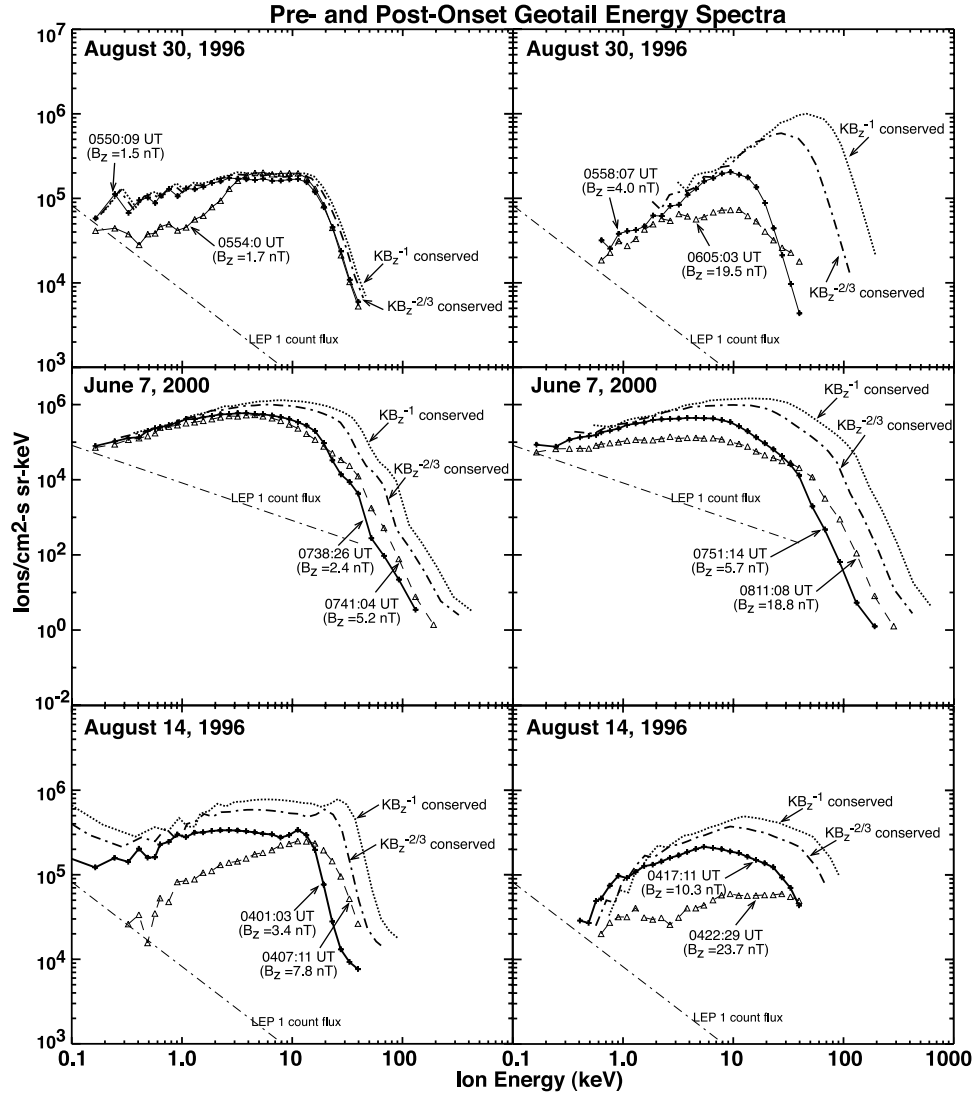 Pre- and Post-Onset Geotail Energy Spectra
10^7
August 30, 1996
August 30, 1996
10^6
10^5
10^4
10^3
0550:09 UT
(B_z =1.5 nT)
0554:0 UT
(B_z =1.7 nT)
KB_z^-1 conserved
KB_z^-2/3 conserved
LEP 1 count flux
KB_z^-1 conserved
0558:07 UT
(B_z =4.0 nT)
0605:03 UT
(B_z =19.5 nT)
KB_z^-2/3 conserved
LEP 1 count flux
Ions/cm2-s sr-keV
June 7, 2000
June 7, 2000
10^6
10^4
10^2
10^0
10^-2
KB_z^-1 conserved
KB_z^-2/3 conserved
LEP 1 count flux
0738:26 UT
(B_z =2.4 nT)
0741:04 UT
(B_z =5.2 nT)
KB_z^-1 conserved
KB_z^-2/3 conserved
LEP 1 count flux
0751:14 UT
(B_z =5.7 nT)
0811:08 UT
(B_z =18.8 nT)
August 14, 1996
August 14, 1996
10^6
10^5
10^4
10^3
KB_z^-1 conserved
KB_z^-2/3 conserved
0401:03 UT
(B_z =3.4 nT)
0407:11 UT
(B_z =7.8 nT)
LEP 1 count flux
KB_z^-1 conserved
KB_z^-2/3 conserved
0417:11 UT
(B_z =10.3 nT)
0422:29 UT
(B_z =23.7 nT)
LEP 1 count flux
0.1 1.0 10 100 0.1 1.0 10 100 1000
Ion Energy (keV)